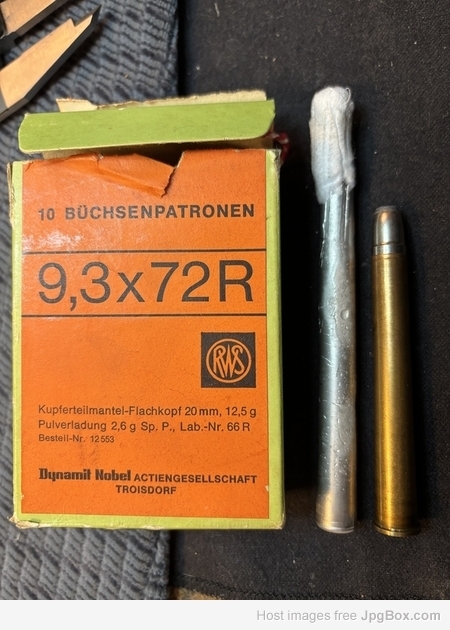 10 BÜCHSENPATRONEN
9,3x72R
RWS
Kupferteilmantel-Flachkopf 20mm, 12,5 g
Pulverladung 2,6 g Sp. P., Lab.-Nr. 66 R
Bestell-Nr. 12553
Dynamit Nobel ACTIENGESELLSCHAFT
TROISDORF
Host images free JpgBox.com